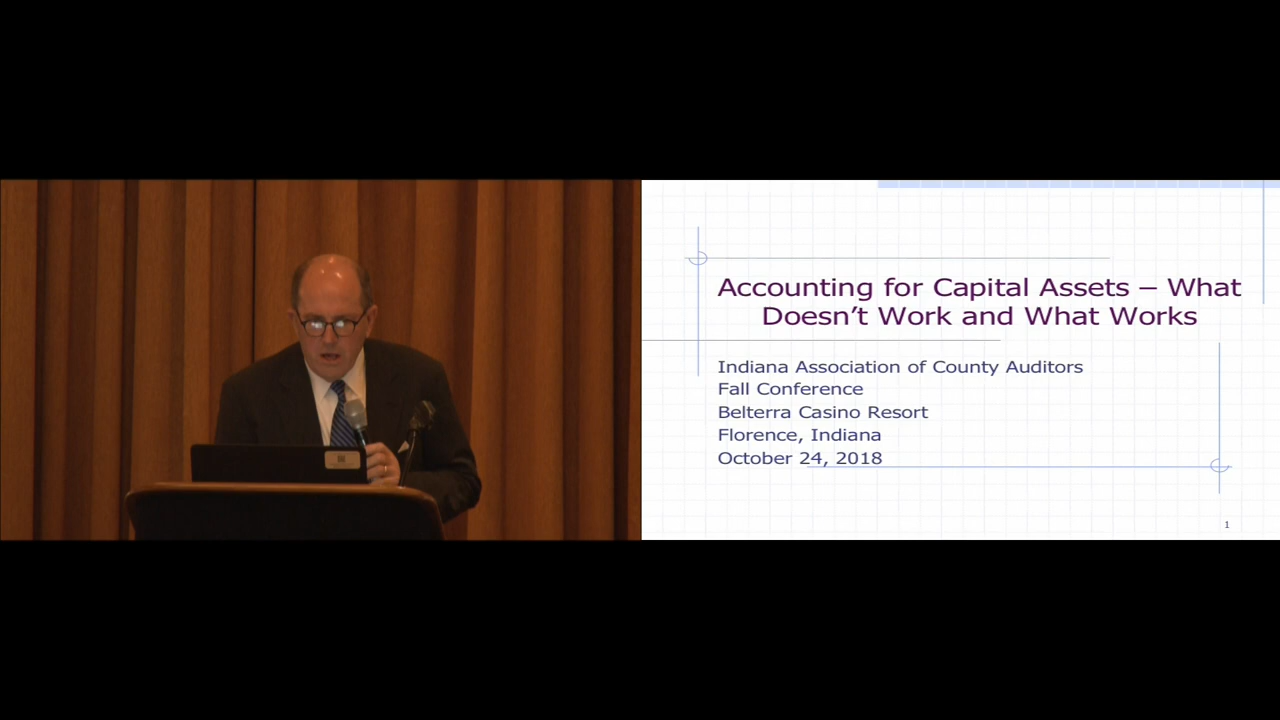 Accounting for Capital Assets – What
Doesn’t Work and What Works
Indiana Association of County Auditors
Fall Conference
Belterra Casino Resort
Florence, Indiana
October 24, 2018
1